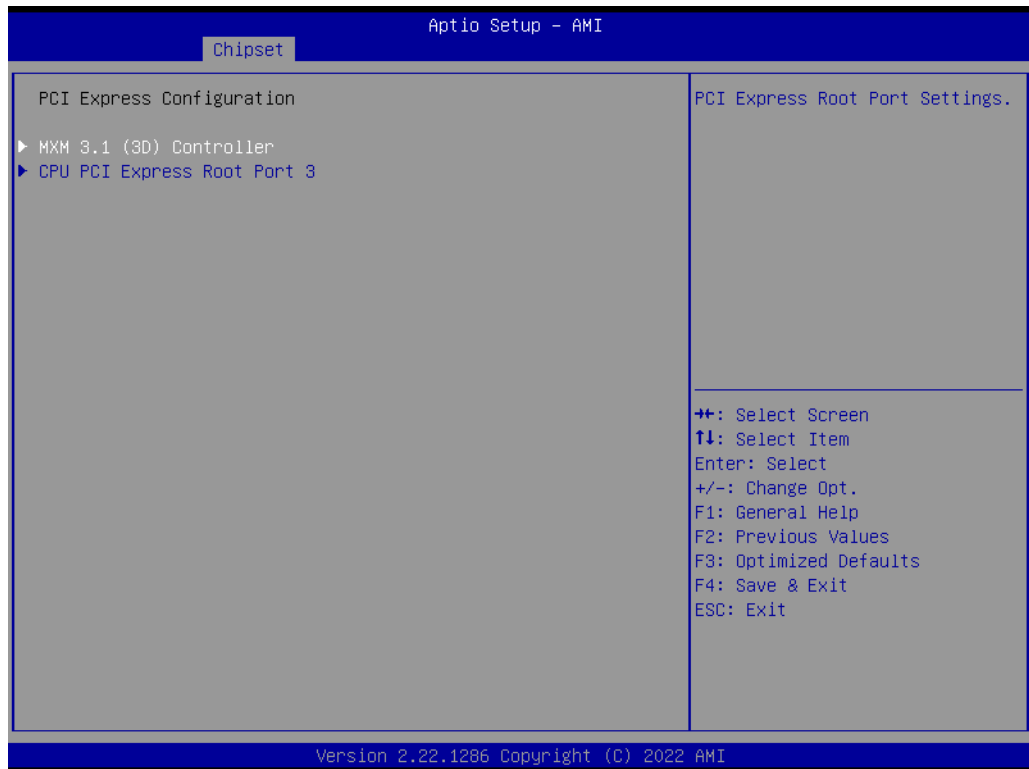 Aptio Setup – AMI
Chipset
PCI Express Configuration
▶ MXM 3.1 (3D) Controller
▶ CPU PCI Express Root Port 3
PCI Express Root Port Settings.
→←: Select Screen
↑↓: Select Item
Enter: Select
+/-: Change Opt.
F1: General Help
F2: Previous Values
F3: Optimized Defaults
F4: Save & Exit
ESC: Exit
Version 2.22.1286 Copyright (C) 2022 AMI